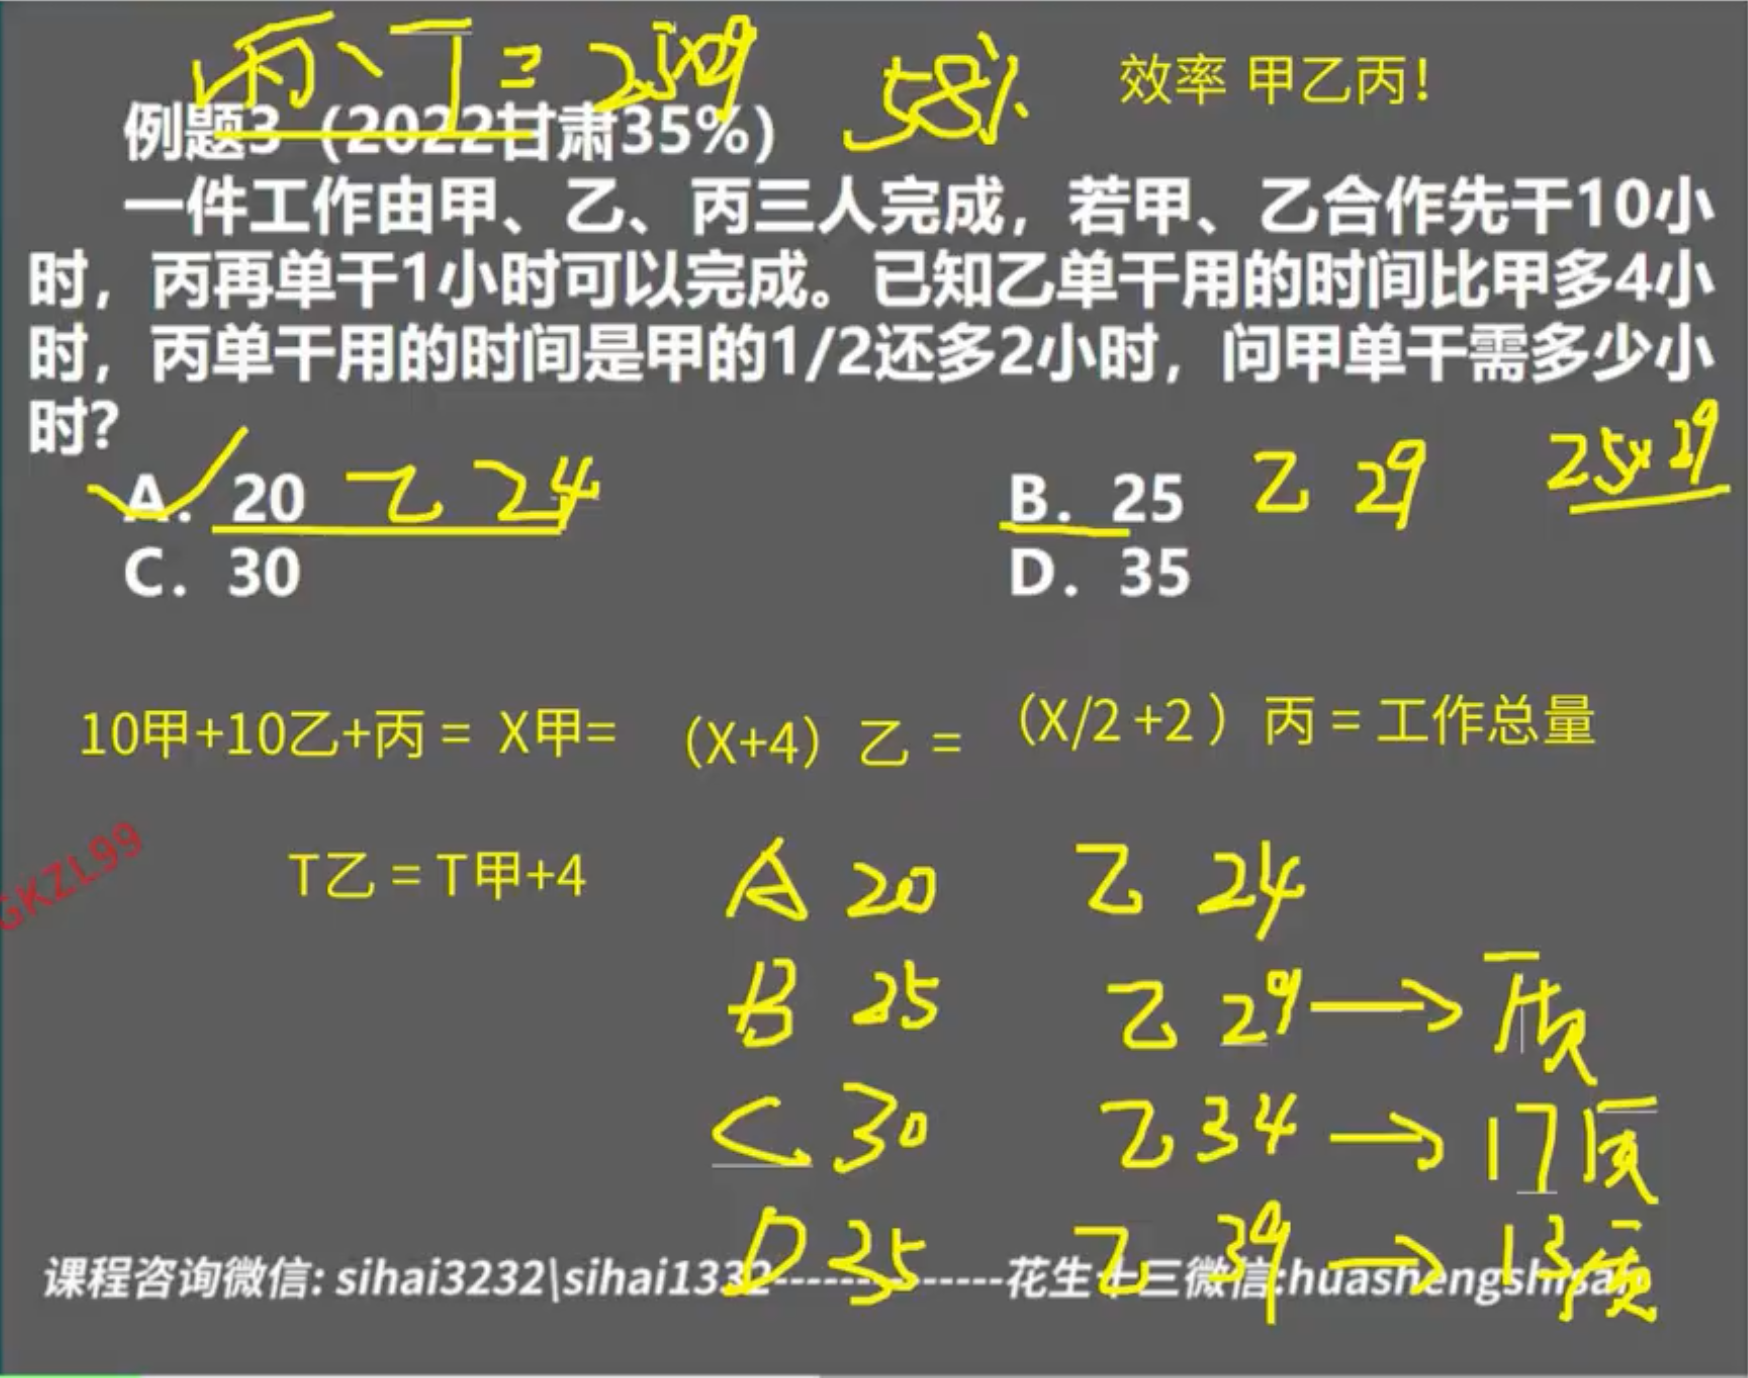 丙、丁 = 25×29 58% 效率 甲乙丙!
例题3（2022甘肃35%）
一件工作由甲、乙、丙三人完成，若甲、乙合作先干10小
时，丙再单干1小时可以完成。已知乙单干用的时间比甲多4小
时，丙单干用的时间是甲的1/2还多2小时，问甲单干需多少小
时？
A. 20 乙 24 B. 25 乙 29 25×29
C. 30 D. 35
10甲+10乙+丙 = X甲= （X+4）乙 = （X/2 +2 ）丙 = 工作总量
T乙 = T甲+4 A 20 乙 24
GKZL99
B 25 乙 29 → 质
C 30 乙 34 → 17 质
D 35 乙 39 → 13 质
课程咨询微信: sihai3232\sihai1332--------------花生十三微信:huashengshisan